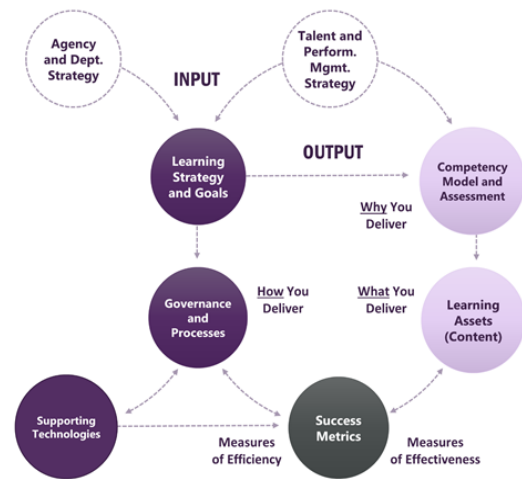 Agency
and Dept.
Strategy
Talent and
Perform.
Mgmt.
Strategy
INPUT
Learning
Strategy
and Goals
OUTPUT
Competency
Model and
Assessment
Why You
Deliver
Governance
and
Processes
How You
Deliver
What You
Deliver
Learning
Assets
(Content)
Supporting
Technologies
Success
Metrics
Measures
of Efficiency
Measures
of Effectiveness